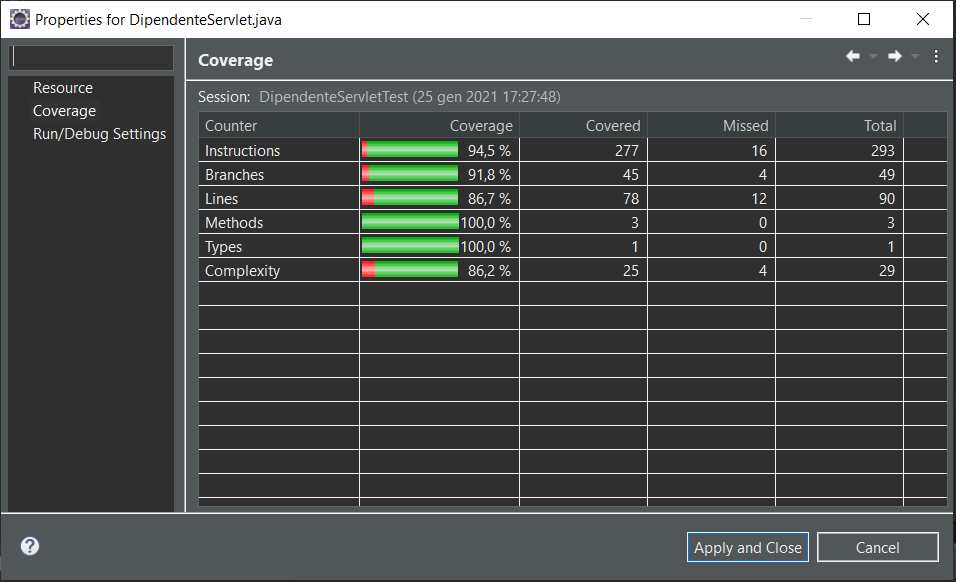 Properties for DipendenteServlet.java
Resource
Coverage
Run/Debug Settings
Coverage
Session: DipendenteServletTest (25 gen 2021 17:27:48)
Counter Coverage Covered Missed Total
Instructions 94,5 % 277 16 293
Branches 91,8 % 45 4 49
Lines 86,7 % 78 12 90
Methods 100,0 % 3 0 3
Types 100,0 % 1 0 1
Complexity 86,2 % 25 4 29
?
Apply and Close Cancel